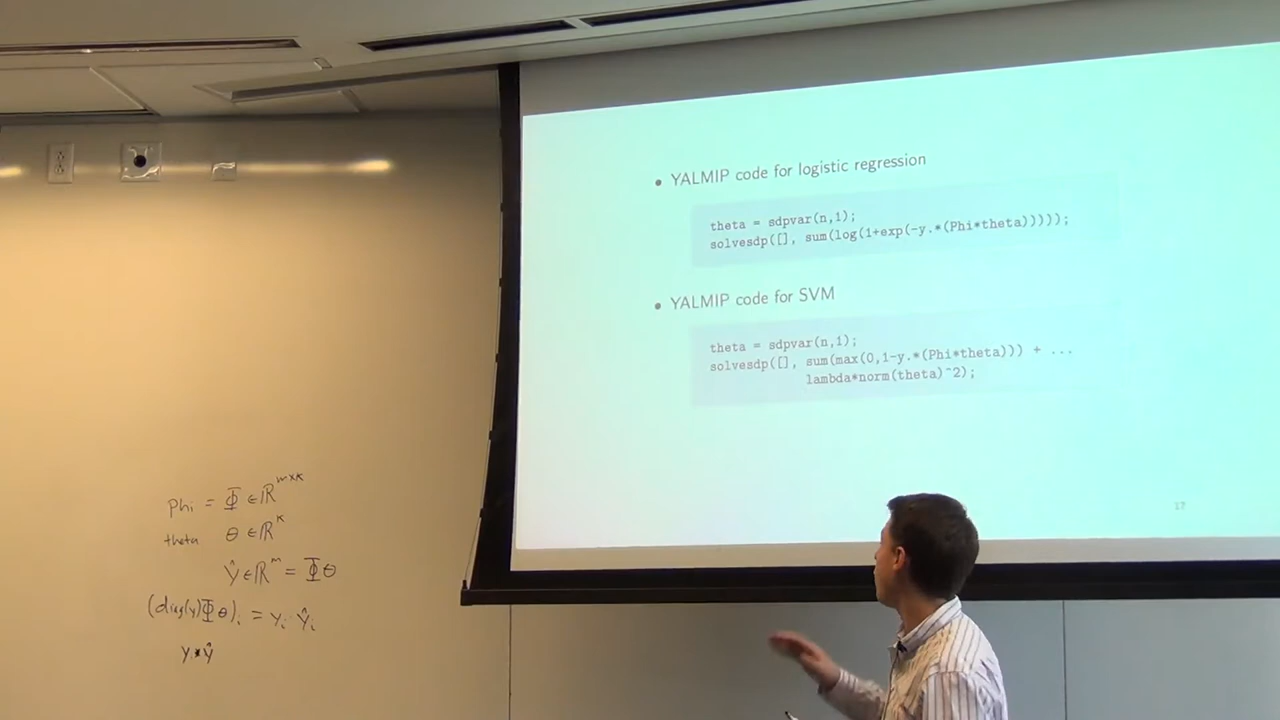 • YALMIP code for logistic regression
theta = sdpvar(n,1);
solvesdp([], sum(log(1+exp(-y.*(Phi*theta)))));
• YALMIP code for SVM
theta = sdpvar(n,1);
solvesdp([], sum(max(0,1-y.*(Phi*theta))) + ...
lambda*norm(theta)^2);
17
Phi = Φ ∈ ℝ^{m×k}
theta θ ∈ ℝ^k
ŷ ∈ ℝ^m = Φθ
(diag(y)Φθ)_i = y_i ŷ_i
y.*ŷ